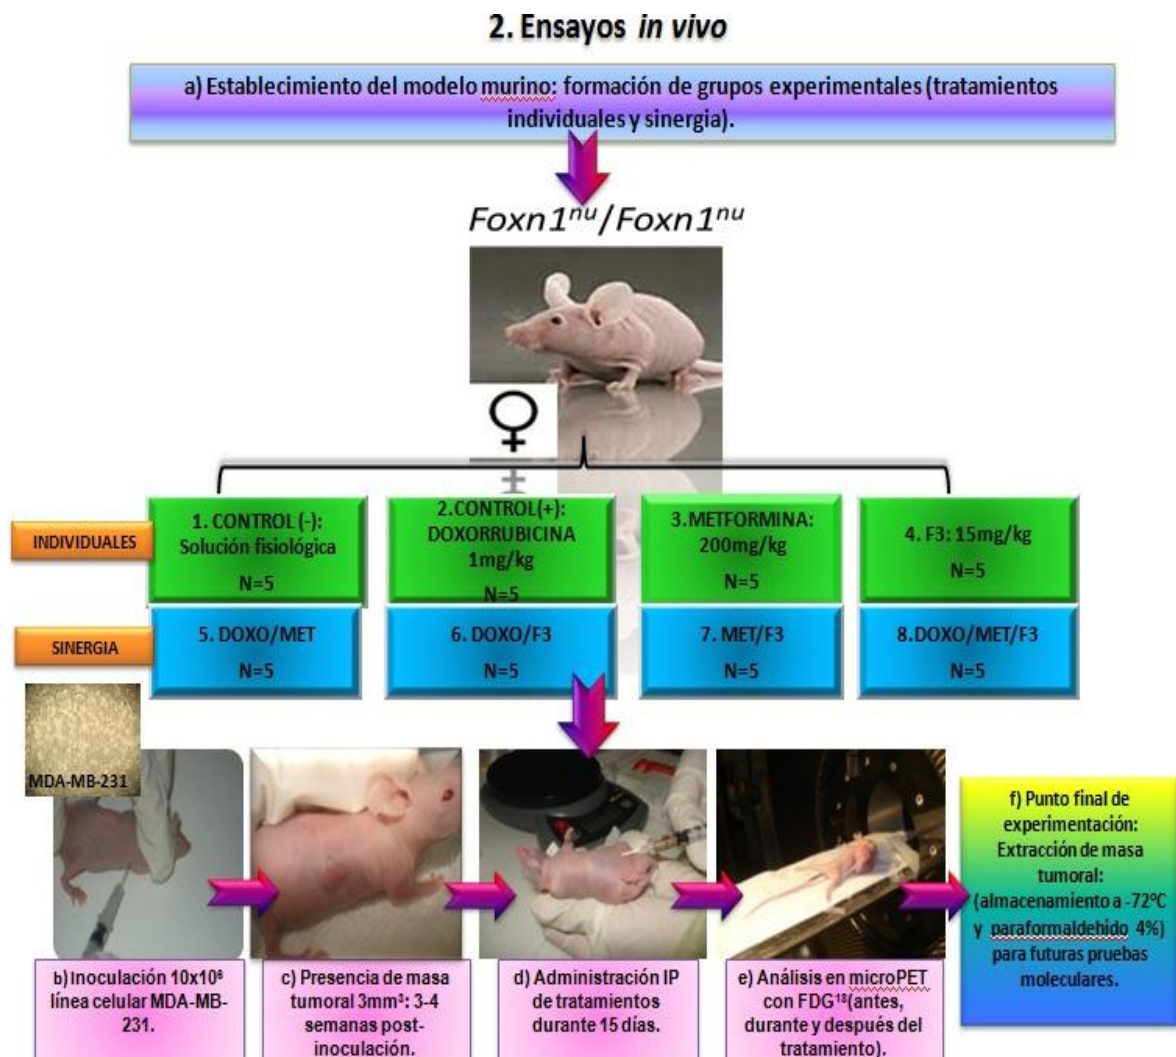 2. Ensayos in vivo
a) Establecimiento del modelo murino: formación de grupos experimentales (tratamientos
individuales y sinergia).
Foxn1ⁿᵘ/Foxn1ⁿᵘ
♀
INDIVIDUALES
1. CONTROL (-):
Solución fisiológica
N=5
2.CONTROL(+):
DOXORRUBICINA
1mg/kg
N=5
3.METFORMINA:
200mg/kg
N=5
4. F3: 15mg/kg
N=5
SINERGIA
5. DOXO/MET
N=5
6. DOXO/F3
N=5
7. MET/F3
N=5
8.DOXO/MET/F3
N=5
MDA-MB-231
b) Inoculación 10x10⁶
línea celular MDA-MB-
231.
c) Presencia de masa
tumoral 3mm³: 3-4
semanas post-
inoculación.
d) Administración IP
de tratamientos
durante 15 días.
e) Análisis en microPET
con FDG¹⁸(antes,
durante y después del
tratamiento).
f) Punto final de
experimentación:
Extracción de masa
tumoral:
(almacenamiento a -72ºC
y paraformaldehido 4%)
para futuras pruebas
moleculares.